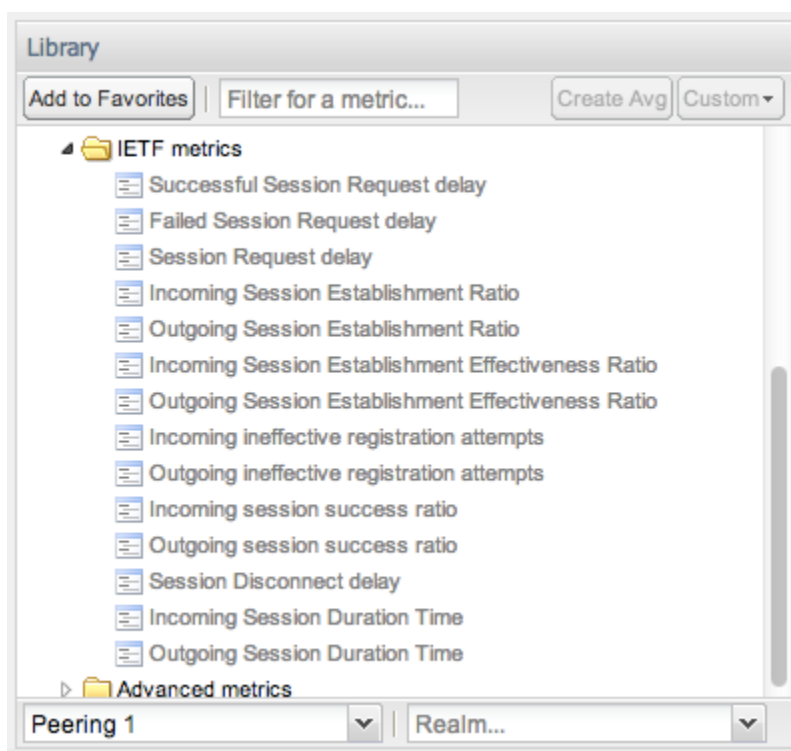 Library
Add to Favorites | Filter for a metric... Create Avg Custom
IETF metrics
Successful Session Request delay
Failed Session Request delay
Session Request delay
Incoming Session Establishment Ratio
Outgoing Session Establishment Ratio
Incoming Session Establishment Effectiveness Ratio
Outgoing Session Establishment Effectiveness Ratio
Incoming ineffective registration attempts
Outgoing ineffective registration attempts
Incoming session success ratio
Outgoing session success ratio
Session Disconnect delay
Incoming Session Duration Time
Outgoing Session Duration Time
Advanced metrics
Peering 1 | Realm...